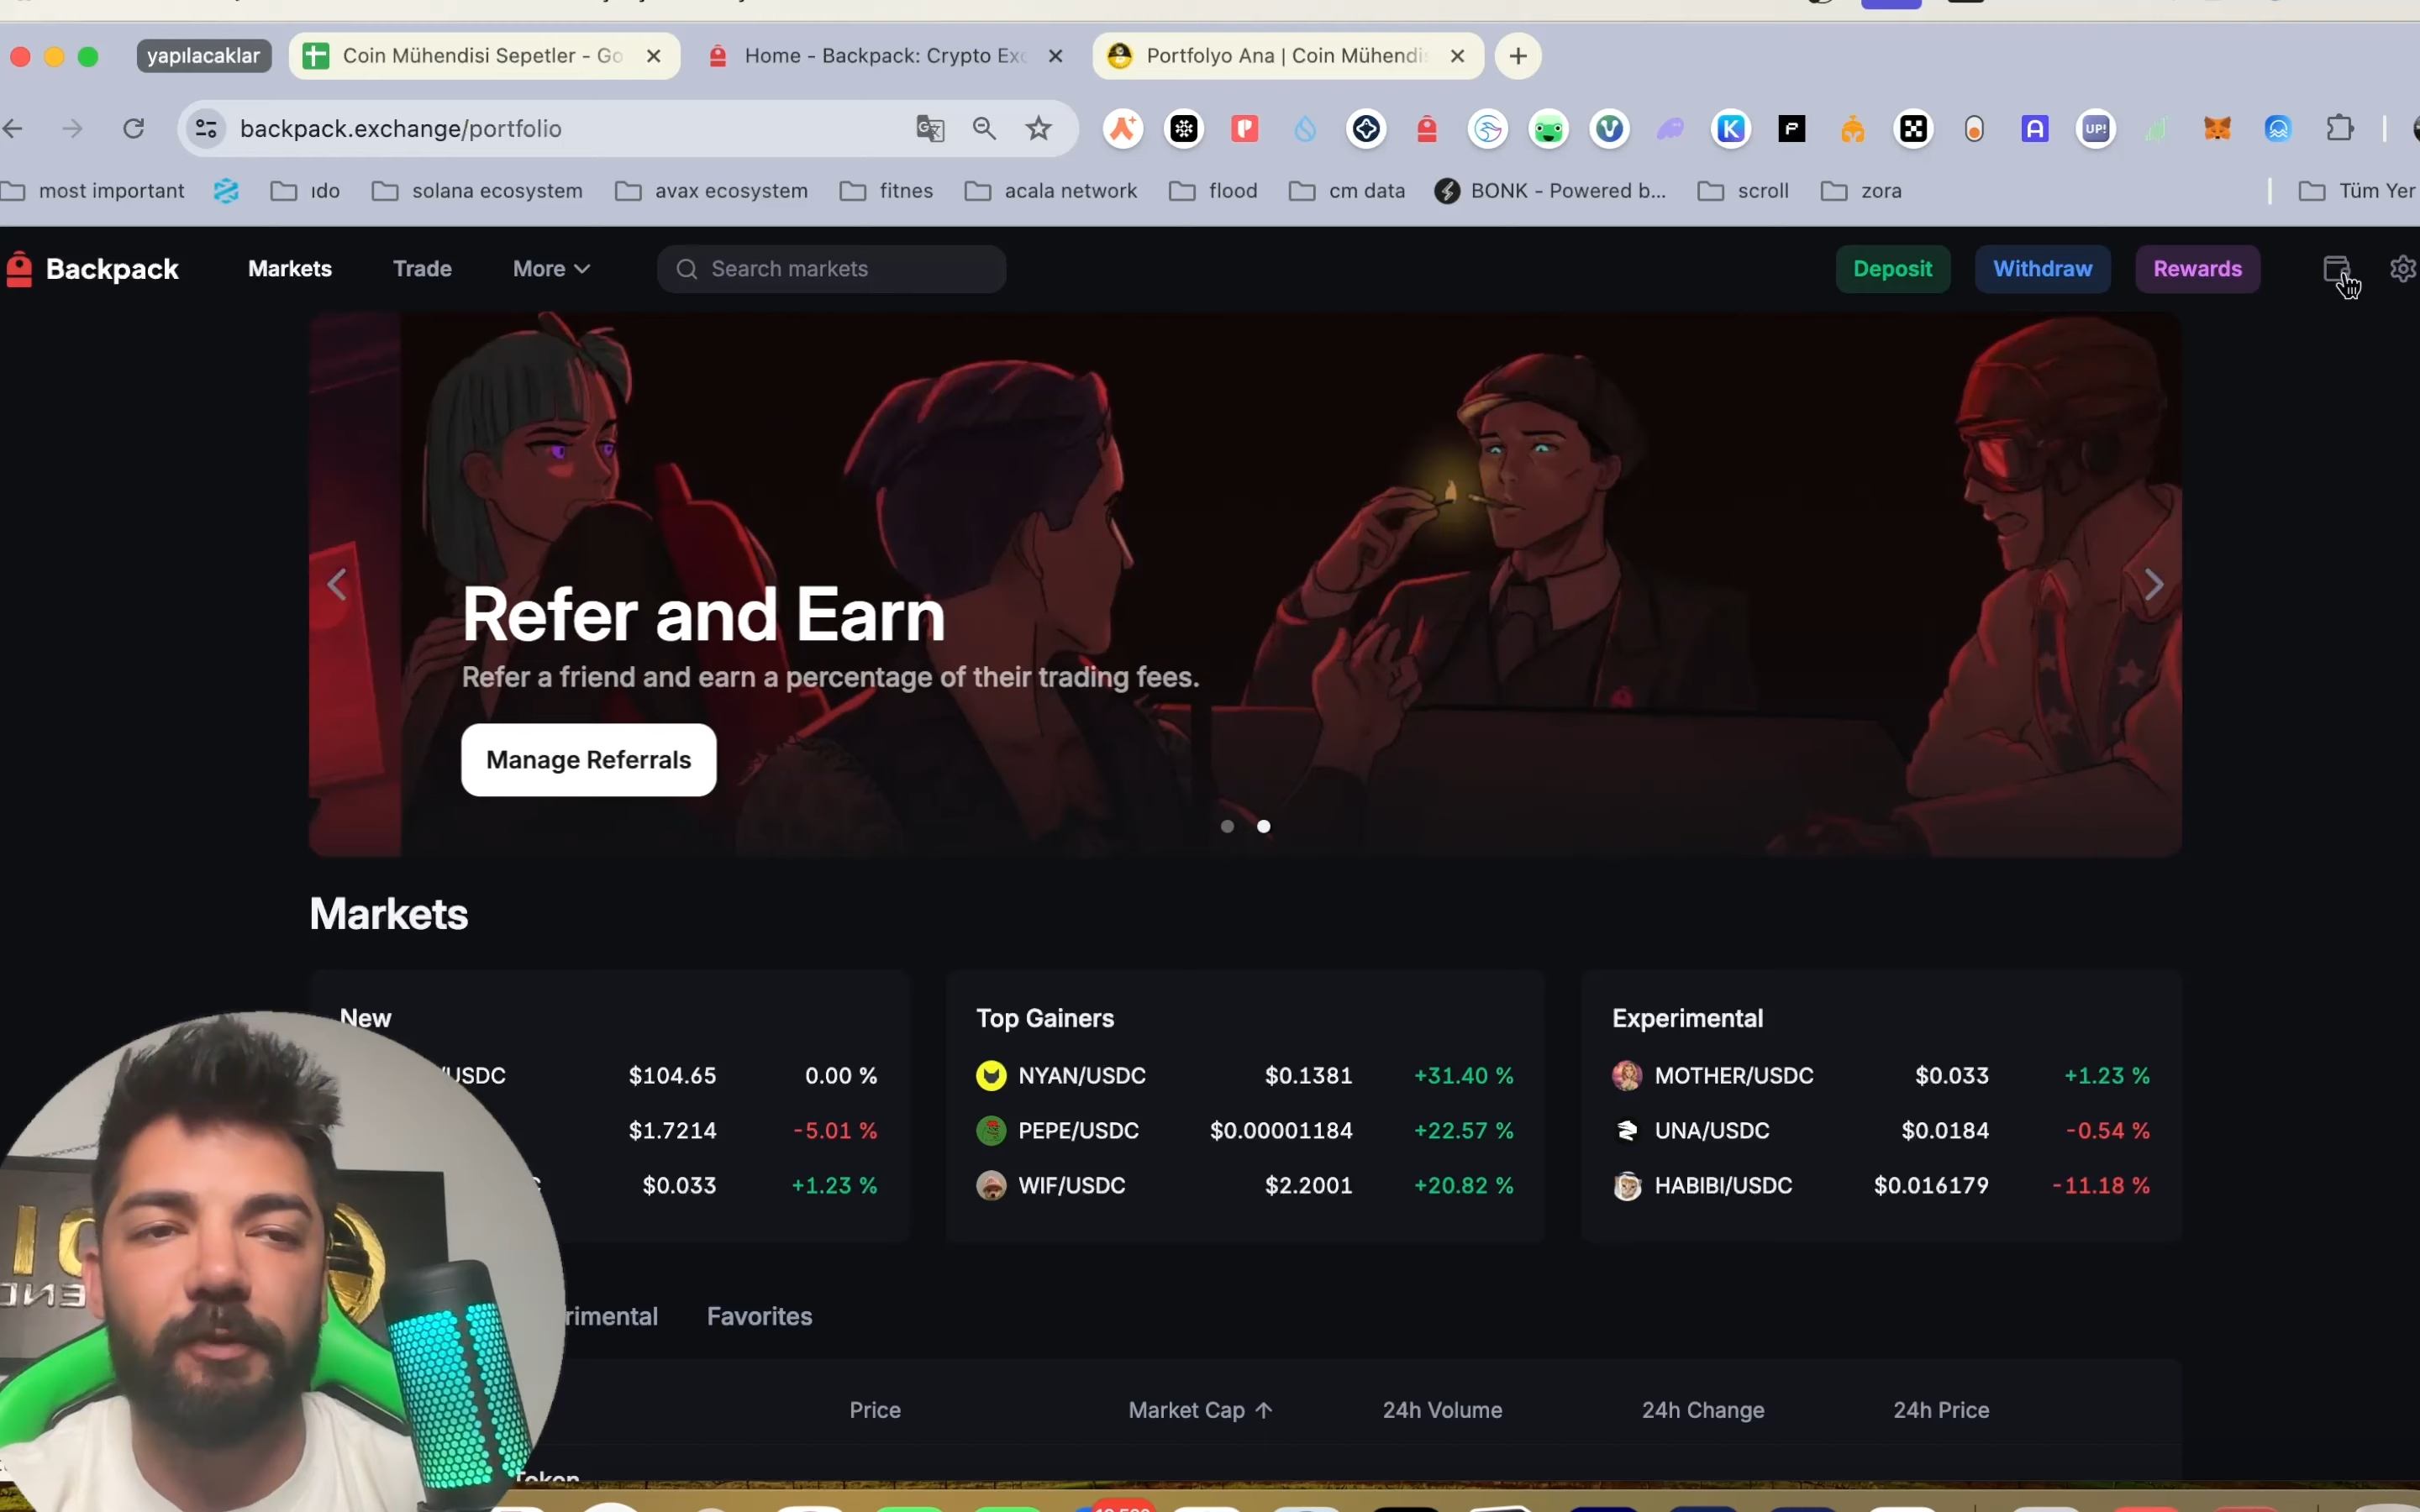 yapılacaklar
Coin Mühendisi Sepetler - Go
Home - Backpack: Crypto Exc
Portfolyo Ana | Coin Mühendis
backpack.exchange/portfolio
UP!
most important
ıdo
solana ecosystem
avax ecosystem
fitnes
acala network
flood
cm data
BONK - Powered b...
scroll
zora
Tüm Yer
Backpack
Markets
Trade
More
Search markets
Deposit
Withdraw
Rewards
Refer and Earn
Refer a friend and earn a percentage of their trading fees.
Manage Referrals
Markets
New
/USDC $104.65 0.00 %
$1.7214 -5.01 %
$0.033 +1.23 %
Top Gainers
NYAN/USDC $0.1381 +31.40 %
PEPE/USDC $0.00001184 +22.57 %
WIF/USDC $2.2001 +20.82 %
Experimental
MOTHER/USDC $0.033 +1.23 %
UNA/USDC $0.0184 -0.54 %
HABIBI/USDC $0.016179 -11.18 %
rimental
Favorites
Price
Market Cap ↑
24h Volume
24h Change
24h Price
Token